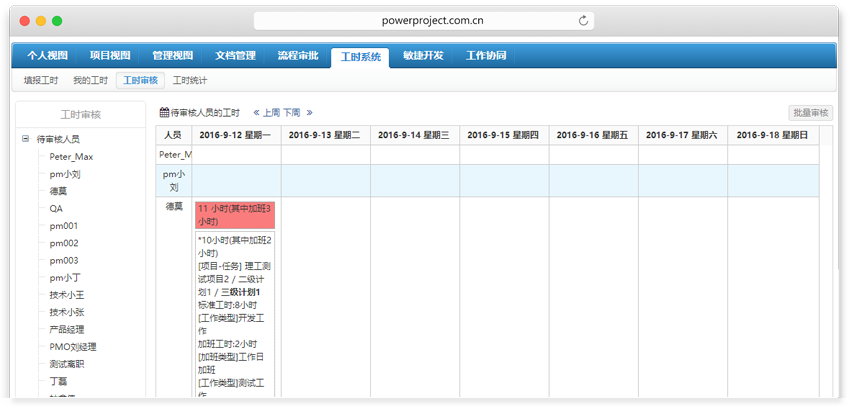 powerproject.com.cn
个人视图 项目视图 管理视图 文档管理 流程审批 工时系统 敏捷开发 工作协同
填报工时 我的工时 工时审核 工时统计
工时审核
待审核人员
Peter_Max
pm小刘
德莫
QA
pm001
pm002
pm003
pm小丁
技术小王
技术小张
产品经理
PMO刘经理
测试离职
丁磊
待审核人员的工时 « 上周 下周 » 批量审核
人员 2016-9-12 星期一 2016-9-13 星期二 2016-9-14 星期三 2016-9-15 星期四 2016-9-16 星期五 2016-9-17 星期六 2016-9-18 星期日
Peter_M
pm小
刘
德莫
11 小时(其中加班3
小时)
*10小时(其中加班2
小时)
[项目-任务] 理工测
试项目2 / 二级计
划1 / 三级计划1
标准工时:8小时
[工作类型]开发工
作
加班工时:2小时
[加班类型]工作日
加班
[工作类型]测试工
作